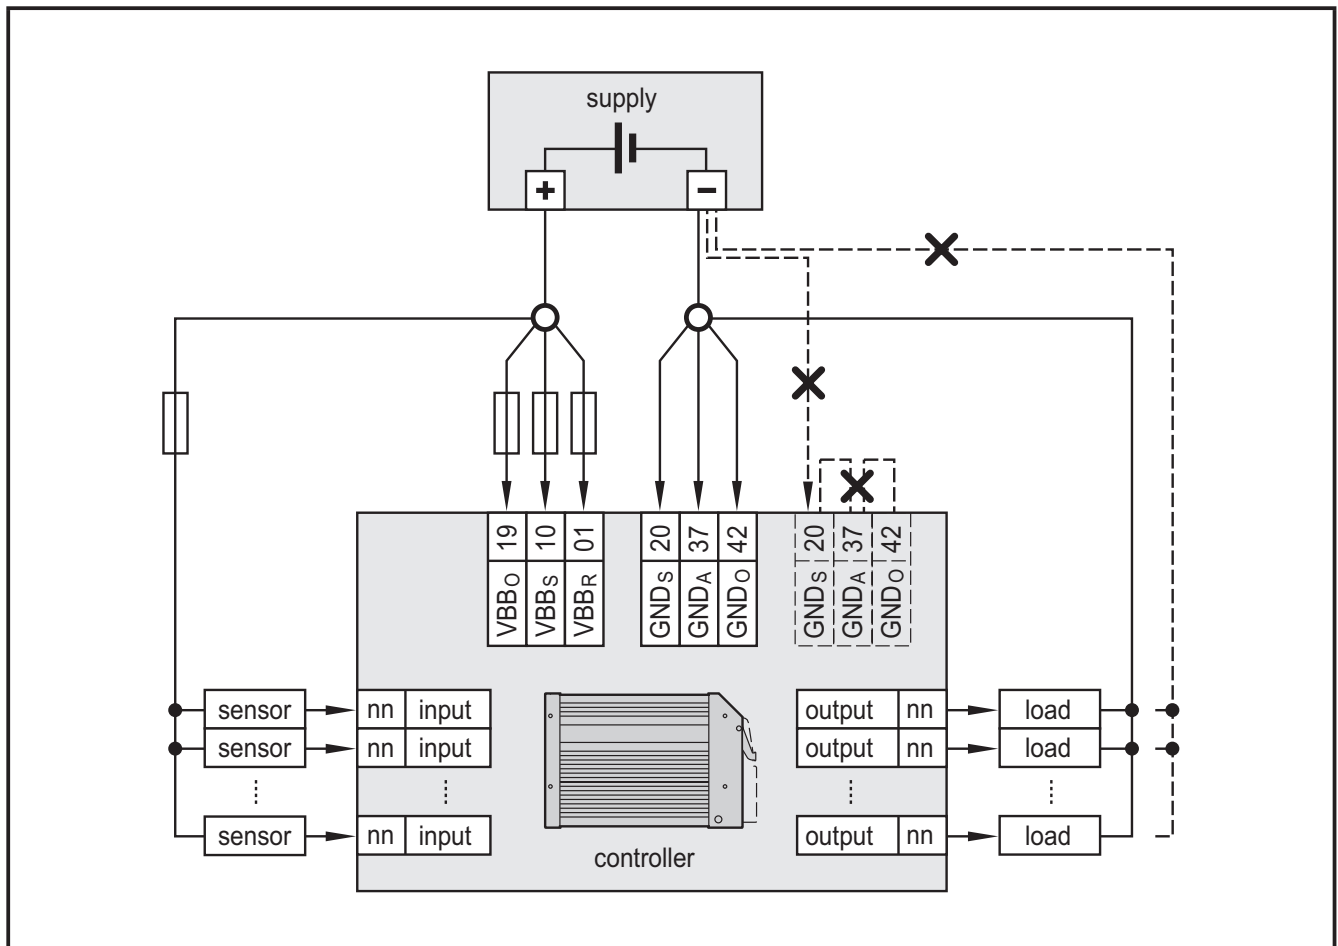 supply
+ −
19 10 01
VBBO VBBS VBBR
20 37 42
GNDS GNDA GNDO
20 37 42
GNDS GNDA GNDO
sensor nn input
sensor nn input
sensor nn input
output nn load
output nn load
output nn load
controller